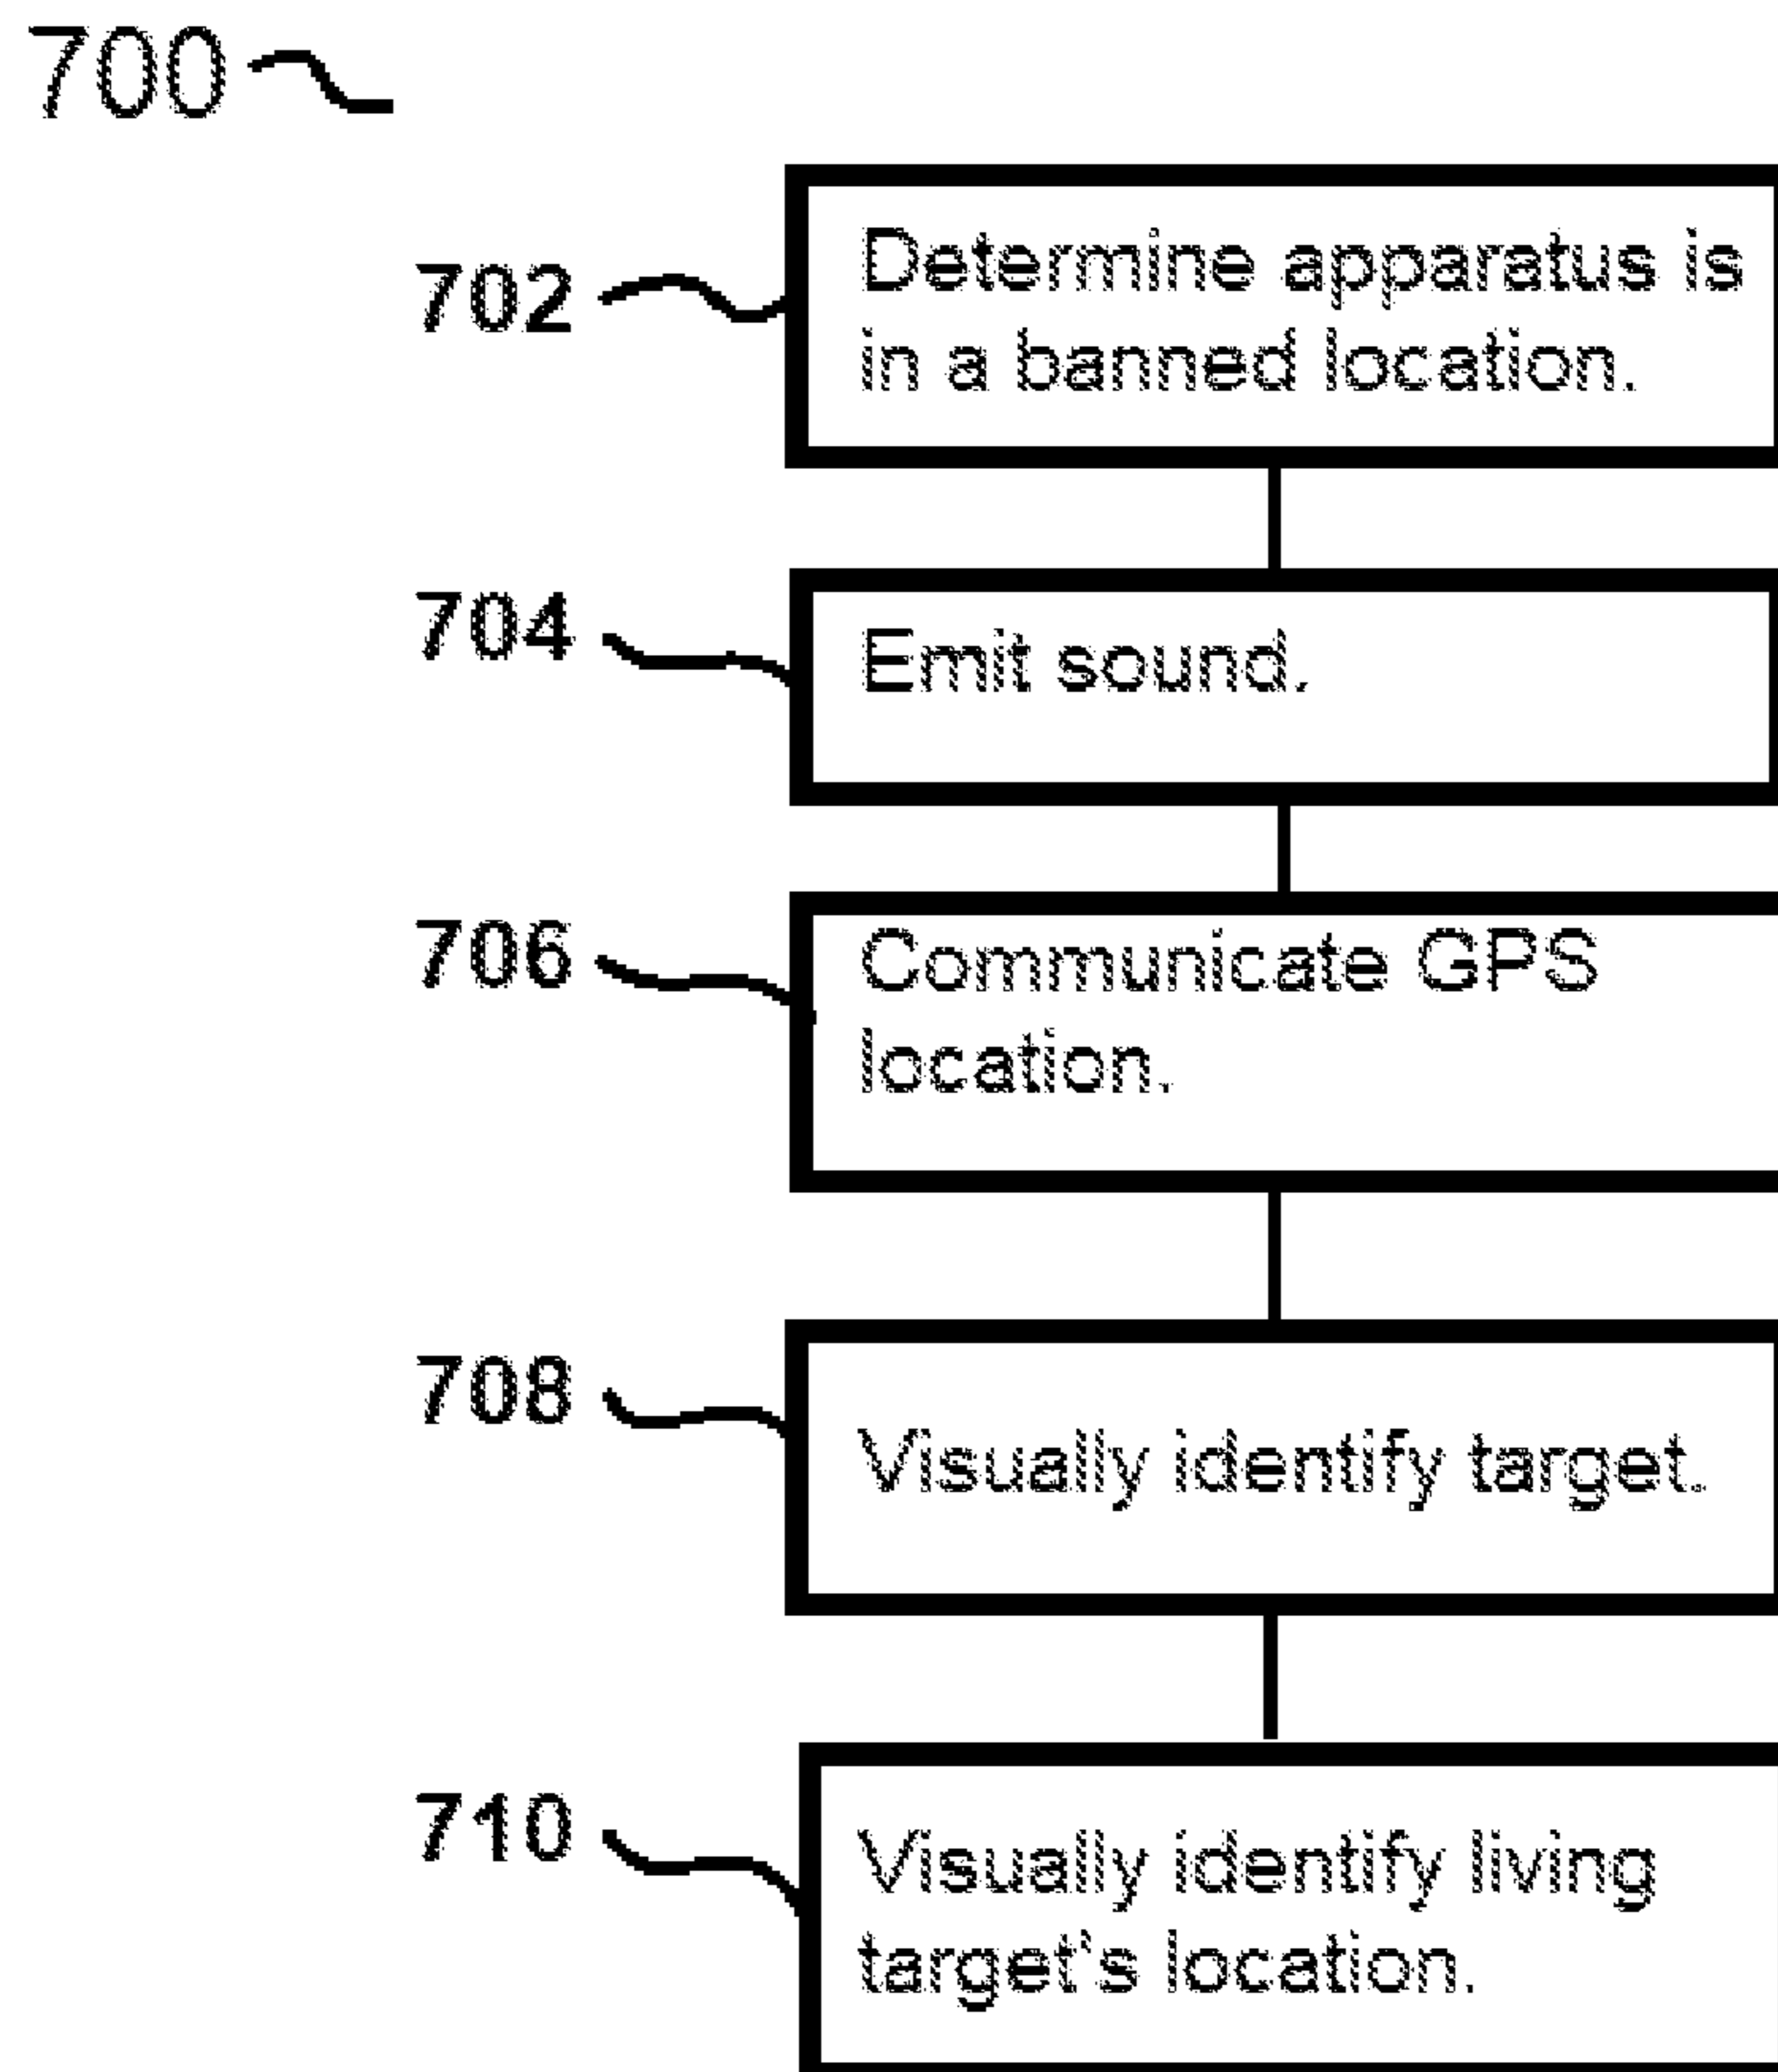 700
702
Determine apparatus is
in a banned location.
704
Emit sound.
706
Communicate GPS
location.
708
Visually identify target.
710
Visually identify living
target's location.